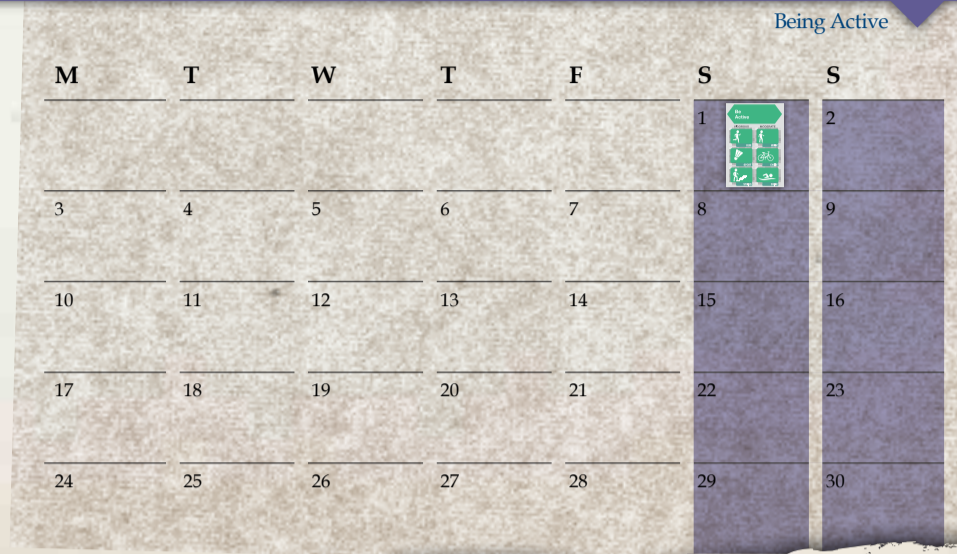 Being Active
M T W T F S S
1 2
Be
Active
3 4 5 6 7 8 9
10 11 12 13 14 15 16
17 18 19 20 21 22 23
24 25 26 27 28 29 30